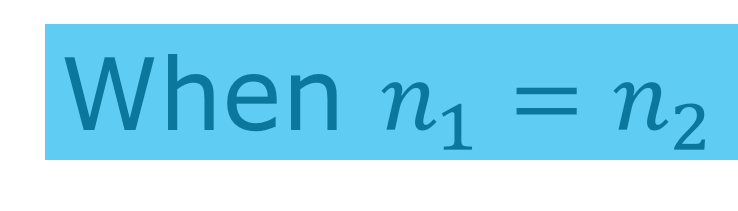 When n₁ = n₂